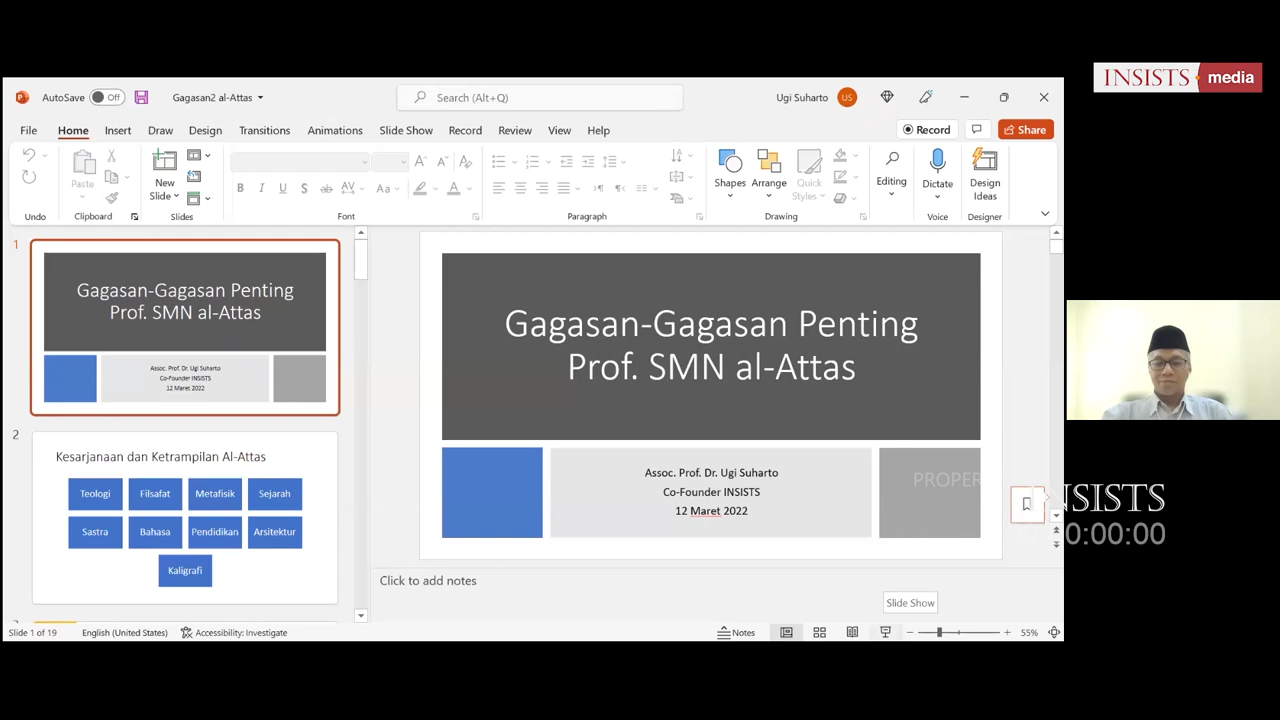 INSISTS media
AutoSave Off Gagasan2 al-Attas Search (Alt+Q) Ugi Suharto US
File Home Insert Draw Design Transitions Animations Slide Show Record Review View Help Record Share
Paste New Slide Shapes Arrange Quick Styles Editing Dictate Design Ideas
Undo Clipboard Slides Font Paragraph Drawing Voice Designer
1
Gagasan-Gagasan Penting
Prof. SMN al-Attas
Assoc. Prof. Dr. Ugi Suharto
Co-Founder INSISTS
12 Maret 2022
2
Kesarjanaan dan Ketrampilan Al-Attas
Teologi Filsafat Metafisik Sejarah
Sastra Bahasa Pendidikan Arsitektur
Kaligrafi
Gagasan-Gagasan Penting
Prof. SMN al-Attas
Assoc. Prof. Dr. Ugi Suharto
Co-Founder INSISTS
12 Maret 2022
INSISTS
Click to add notes
Slide Show
Slide 1 of 19 English (United States) Accessibility: Investigate Notes 55%